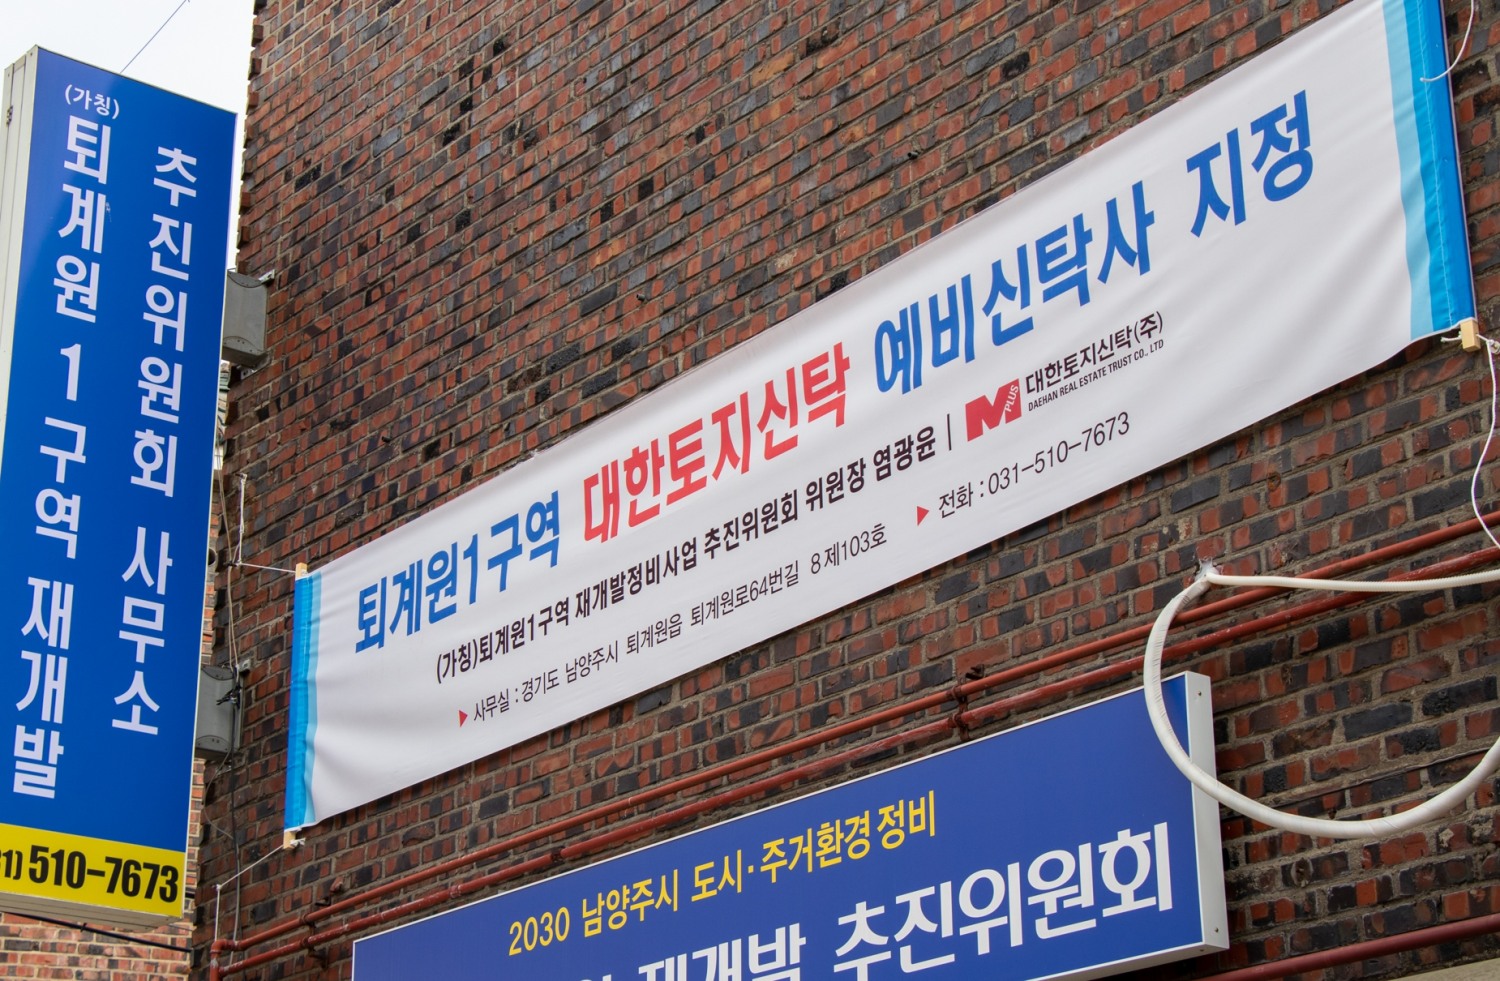 (가칭)
퇴계원 1 구역 재개발
추진위원회 사무소
510-7673
퇴계원1구역 대한토지신탁 예비신탁사 지정
(가칭)퇴계원1구역 재개발정비사업 추진위원회 위원장 염광윤 | M PLUS 대한토지신탁(주)
DAEHAN REAL ESTATE TRUST CO., LTD
▶ 사무실 : 경기도 남양주시 퇴계원읍 퇴계원로64번길 8 제103호 ▶ 전화 : 031-510-7673
2030 남양주시 도시·주거환경 정비
재개발 추진위원회